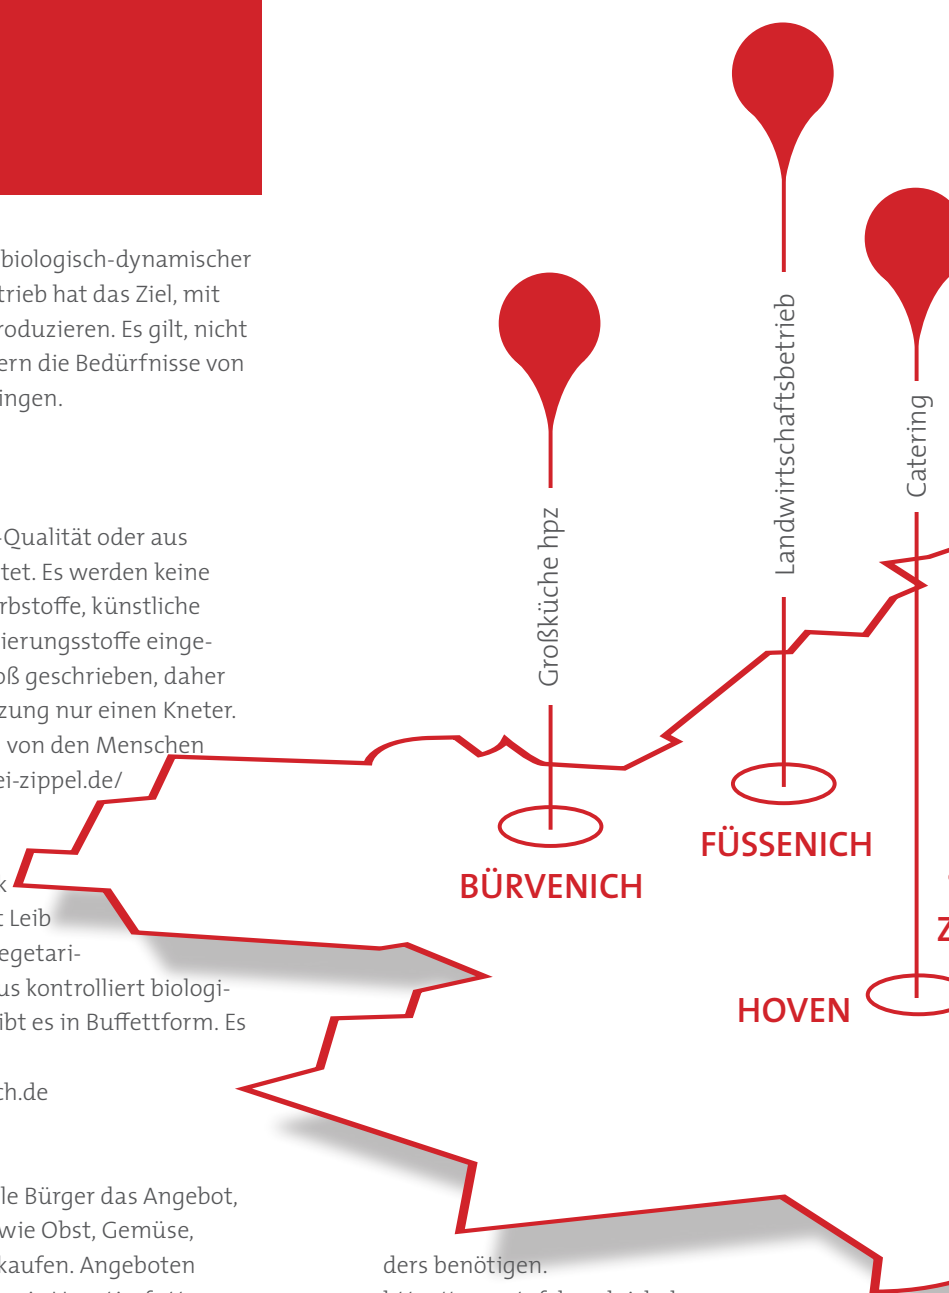 biologisch-dynamischer
trieb hat das Ziel, mit
roduzieren. Es gilt, nicht
ern die Bedürfnisse von
ingen.
-Qualität oder aus
tet. Es werden keine
rbstoffe, künstliche
ierungsstoffe einge-
oß geschrieben, daher
zung nur einen Kneter.
von den Menschen
ei-zippel.de/
k
t Leib
egetari-
us kontrolliert biologi-
ibt es in Buffettform. Es
ch.de
le Bürger das Angebot,
wie Obst, Gemüse,
kaufen. Angeboten
ders benötigen.
Großküche hpz
BÜRVENICH
Landwirtschaftsbetrieb
FÜSSENICH
Catering
HOVEN
Z